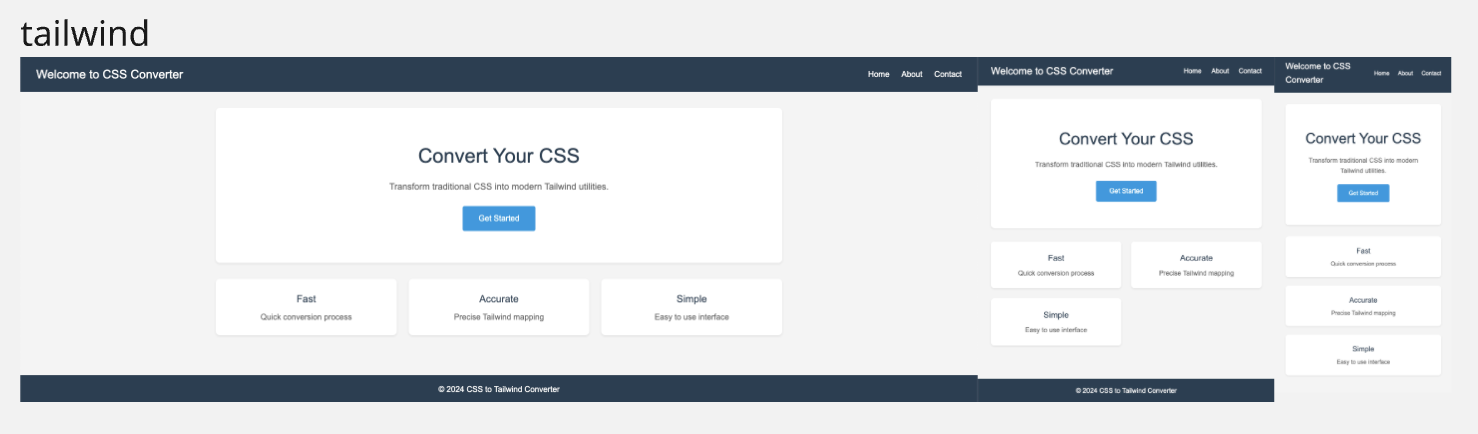 tailwind
Welcome to CSS Converter
Home About Contact
Convert Your CSS
Transform traditional CSS into modern Tailwind utilities.
Get Started
Fast
Quick conversion process
Accurate
Precise Tailwind mapping
Simple
Easy to use interface
© 2024 CSS to Tailwind Converter
Welcome to CSS Converter
Home About Contact
Convert Your CSS
Transform traditional CSS into modern Tailwind utilities.
Get Started
Fast
Quick conversion process
Accurate
Precise Tailwind mapping
Simple
Easy to use interface
© 2024 CSS to Tailwind Converter
Welcome to CSS
Converter
Home About Contact
Convert Your CSS
Transform traditional CSS into modern
Tailwind utilities.
Get Started
Fast
Quick conversion process
Accurate
Precise Tailwind mapping
Simple
Easy to use interface